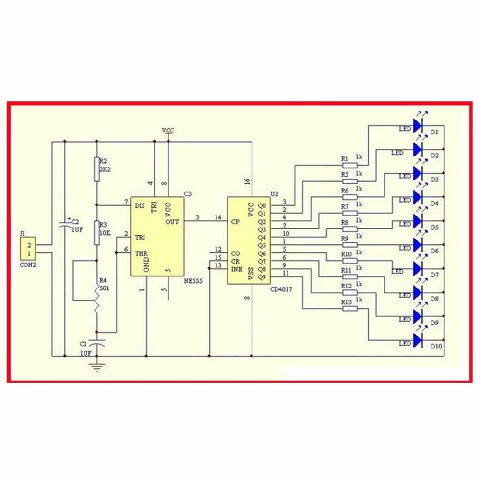 VCC
R2
2K2
R3
10K
R4
50k
C2
1UF
C1
1UF
J1
2
1
CON2
C3
4
8
7
DIS
TRI
VCC
OUT
3
2
TRI
6
THR
GND
5
NE555
1
5
U2
16
VCC
14
CP
12
CO
15
CR
13
INH
VSS
8
CD4017
Q0
3
Q1
2
Q2
4
Q3
7
Q4
10
Q5
1
Q6
5
Q7
6
Q8
9
Q9
11
R1
1k
R5
1k
R6
1k
R7
1k
R8
1k
R9
1k
R10
1k
R11
1k
R12
1k
R13
1k
LED
D1
LED
D2
LED
D3
LED
D4
LED
D5
LED
D6
LED
D7
LED
D8
LED
D9
LED
D10